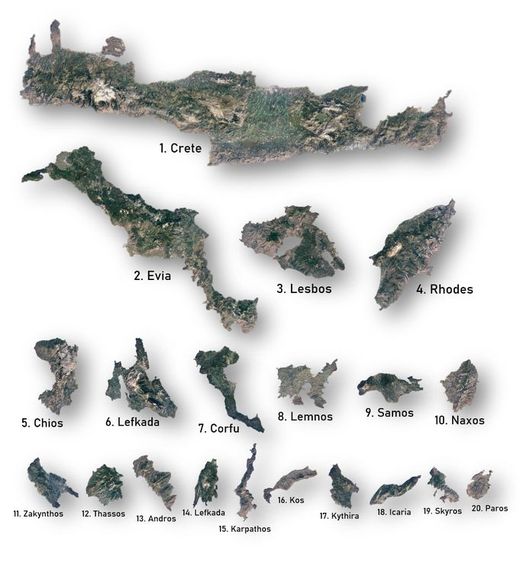 1. Crete
2. Evia
3. Lesbos
4. Rhodes
5. Chios
6. Lefkada
7. Corfu
8. Lemnos
9. Samos
10. Naxos
11. Zakynthos
12. Thassos
13. Andros
14. Lefkada
15. Karpathos
16. Kos
17. Kythira
18. Icaria
19. Skyros
20. Paros